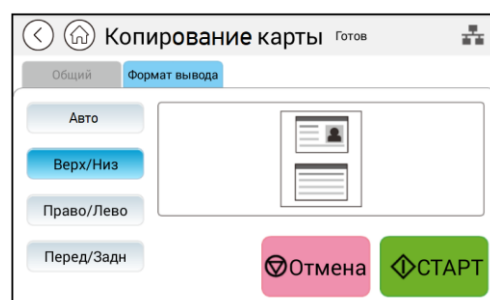 Копирование карты Готов
Общий Формат вывода
Авто
Верх/Низ
Право/Лево
Перед/Задн
Отмена СТАРТ